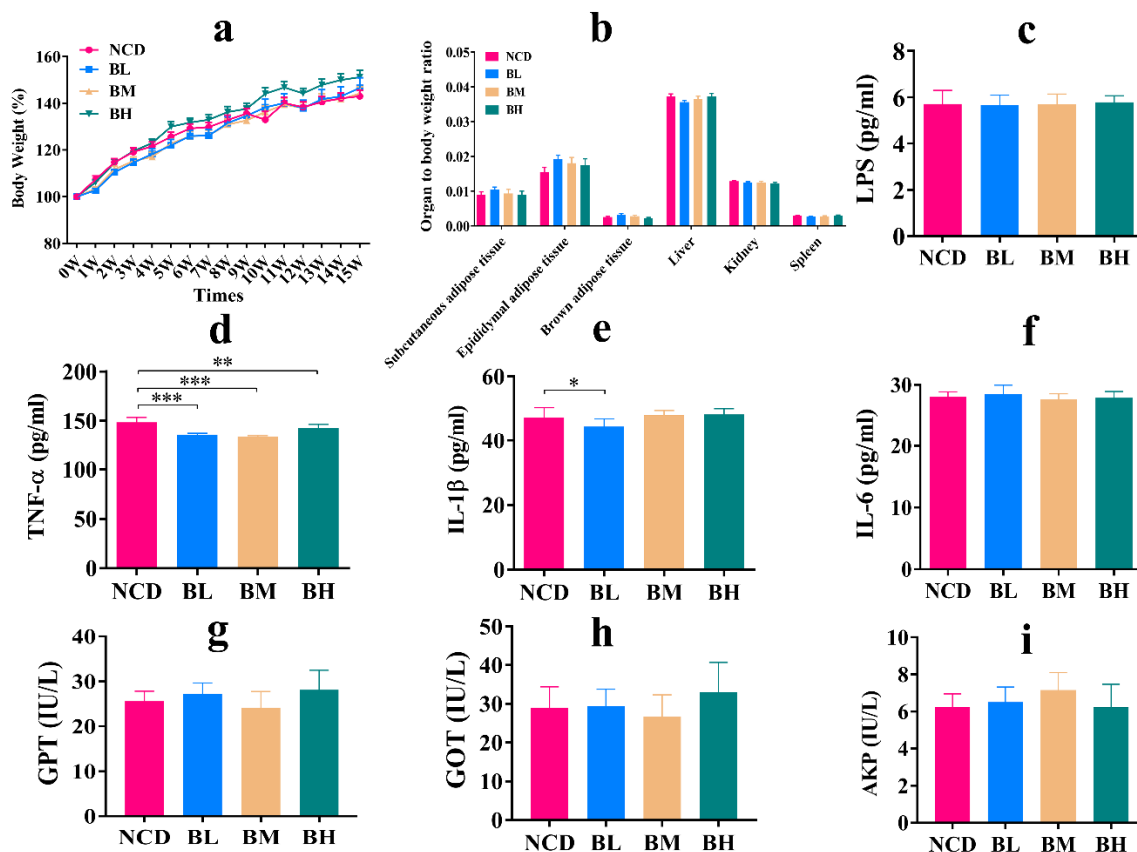 a
Body Weight (%)
160
140
120
100
80
NCD
BL
BM
BH
0W
1W
2W
3W
4W
5W
6W
7W
8W
9W
10W
11W
12W
13W
14W
15W
Times
b
Organ to body weight ratio
0.05
0.04
0.03
0.02
0.01
0.00
NCD
BL
BM
BH
Subcutaneous adipose tissue
Epididymal adipose tissue
Brown adipose tissue
Liver
Kidney
Spleen
c
LPS (pg/ml)
8
6
4
2
0
NCD BL BM BH
d
TNF-α (pg/ml)
200
150
100
50
0
**
***
***
NCD BL BM BH
e
IL-1β (pg/ml)
60
40
20
0
*
NCD BL BM BH
f
IL-6 (pg/ml)
30
20
10
0
NCD BL BM BH
g
GPT (IU/L)
40
30
20
10
0
NCD BL BM BH
h
GOT (IU/L)
50
40
30
20
10
0
NCD BL BM BH
i
AKP (IU/L)
10
8
6
4
2
0
NCD BL BM BH